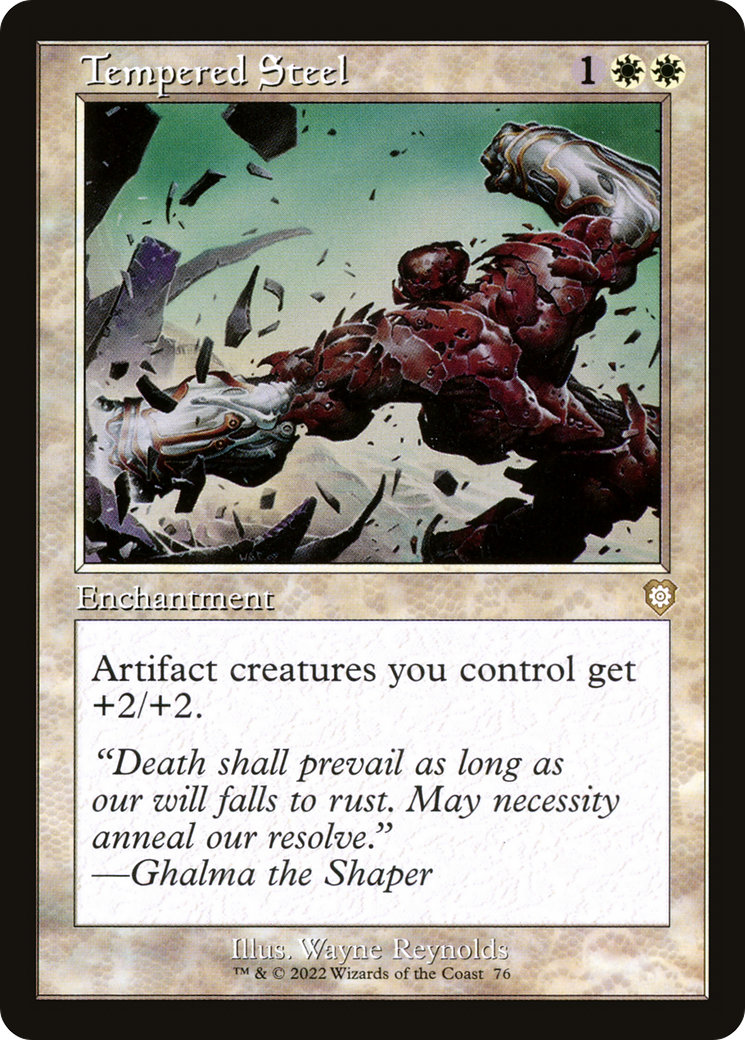 Tempered Steel 1
Enchantment
Artifact creatures you control get
+2/+2.
“Death shall prevail as long as
our will falls to rust. May necessity
anneal our resolve.”
—Ghalma the Shaper
Illus. Wayne Reynolds
™ & © 2022 Wizards of the Coast 76